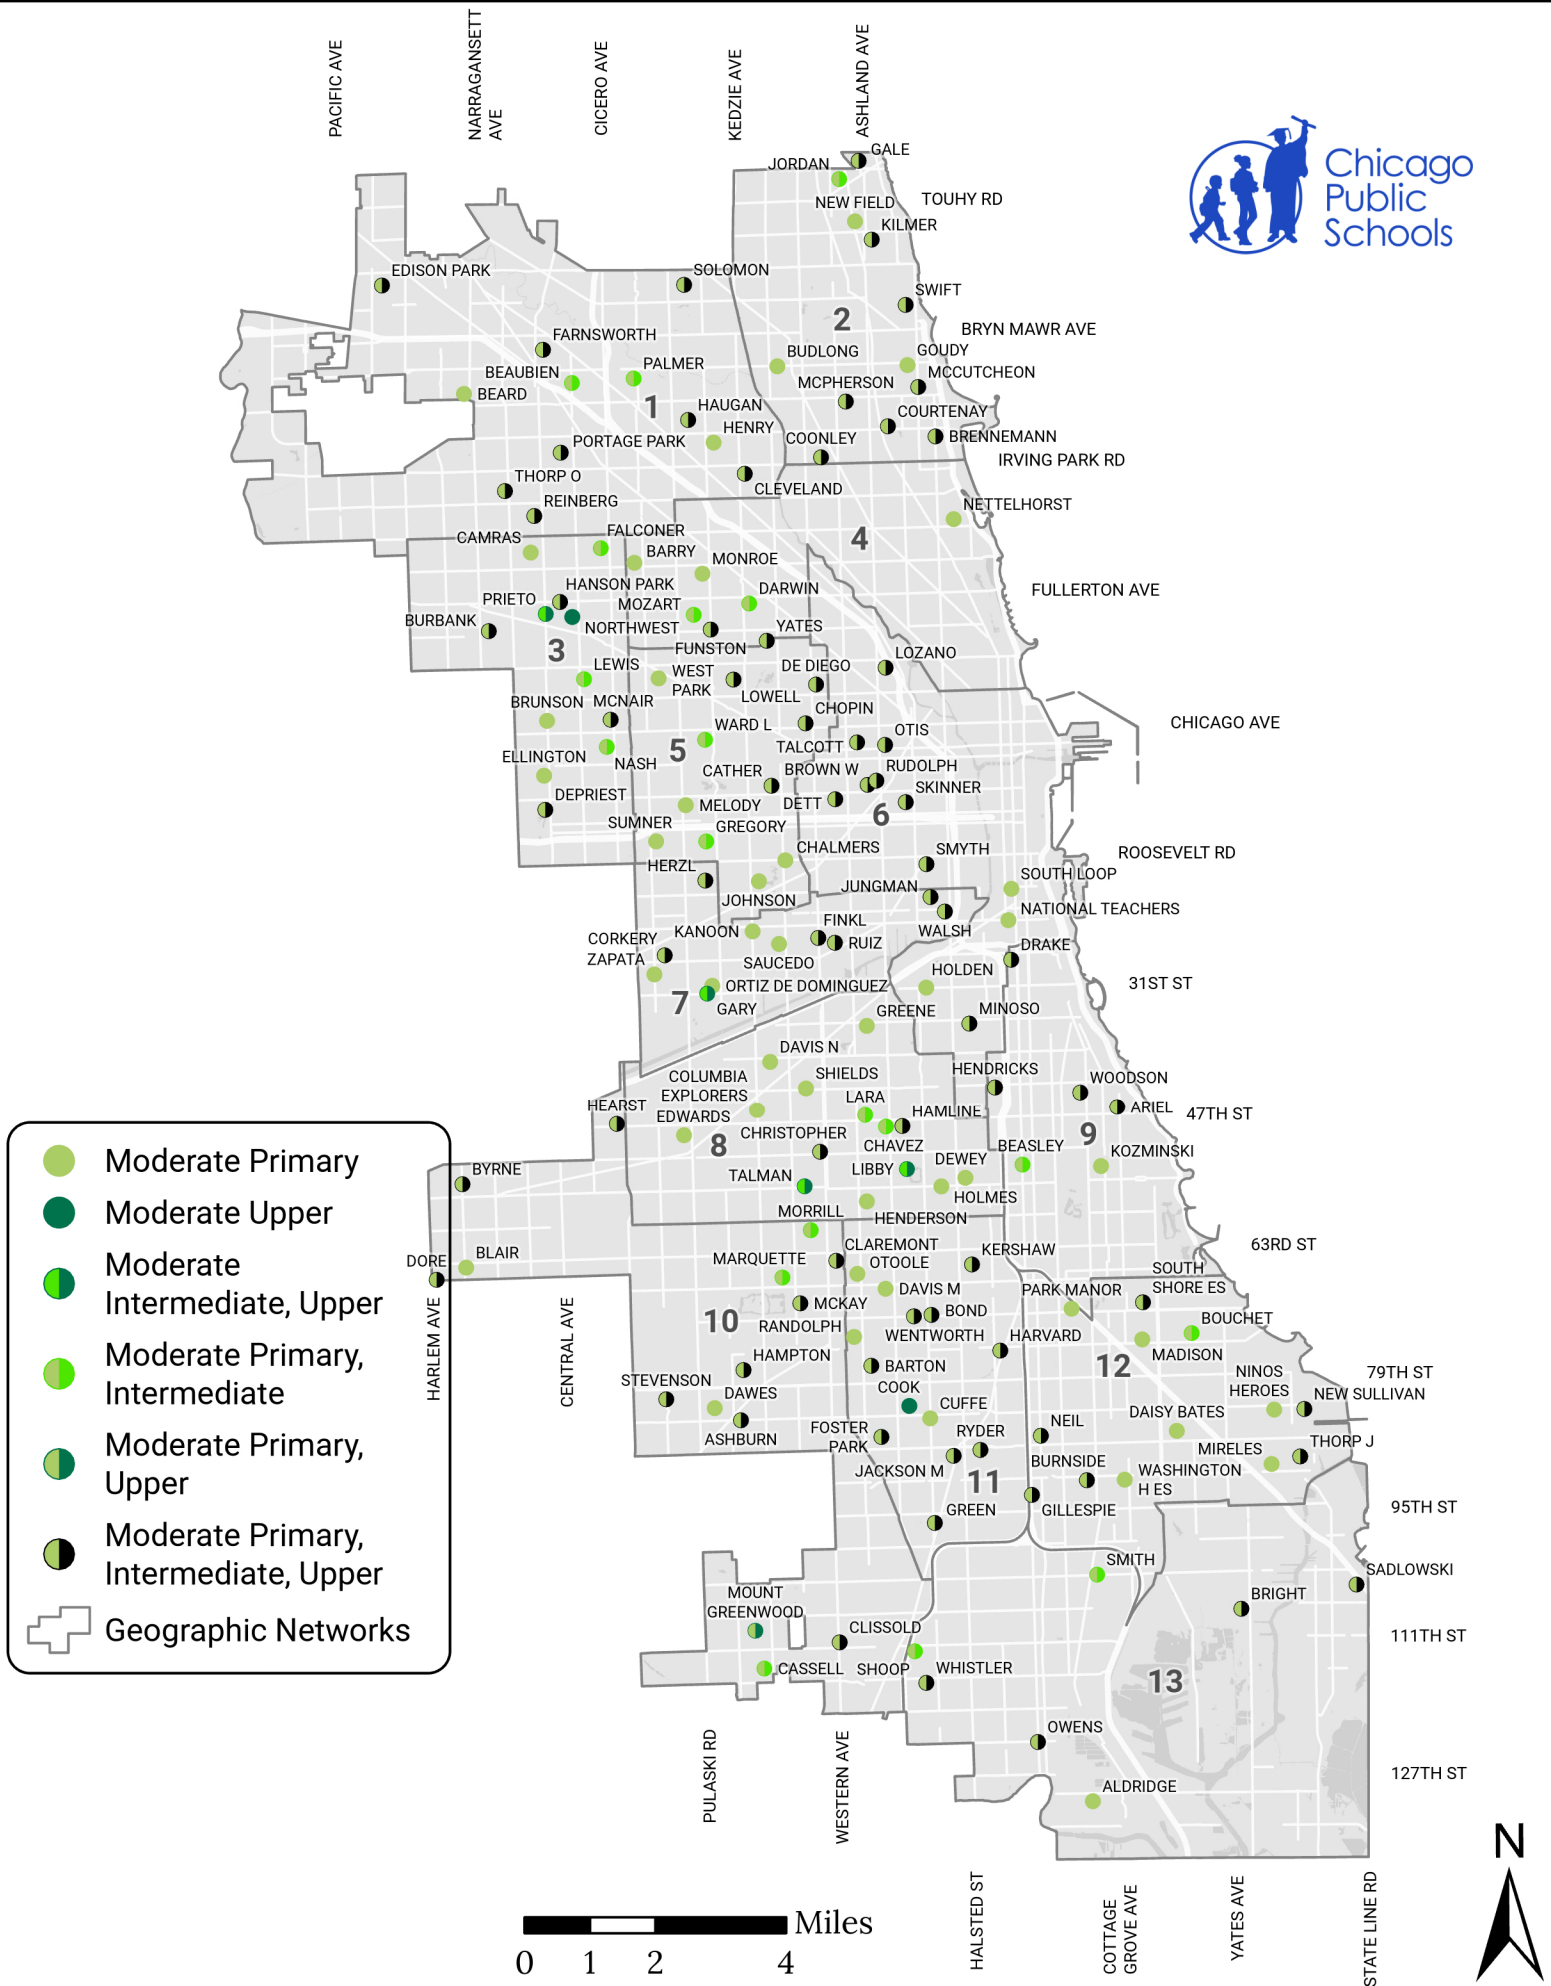 PACIFIC AVE
NARRAGANSETT
AVE
CICERO AVE
KEDZIE AVE
ASHLAND AVE
Chicago
Public
Schools
GALE
JORDAN
TOUHY RD
NEW FIELD
KILMER
EDISON PARK
SOLOMON
SWIFT
2
BRYN MAWR AVE
FARNSWORTH
BUDLONG
GOUDY
PALMER
BEAUBIEN
MCCUTCHEON
MCPHERSON
BEARD
1
HAUGAN
COURTENAY
HENRY
COONLEY
BRENNEMANN
PORTAGE PARK
IRVING PARK RD
THORP O
CLEVELAND
REINBERG
NETTELHORST
FALCONER
CAMRAS
4
BARRY
MONROE
HANSON PARK
DARWIN
FULLERTON AVE
PRIETO
MOZART
BURBANK
NORTHWEST
YATES
3
FUNSTON
LOZANO
LEWIS
WEST
PARK
DE DIEGO
LOWELL
BRUNSON
MCNAIR
CHOPIN
CHICAGO AVE
WARD L
OTIS
5
TALCOTT
ELLINGTON
NASH
CATHER
BROWN W
RUDOLPH
DEPRIEST
SKINNER
MELODY
DETT
6
SUMNER
GREGORY
CHALMERS
SMYTH
ROOSEVELT RD
HERZL
SOUTH LOOP
JUNGMAN
JOHNSON
NATIONAL TEACHERS
FINKL
KANOON
WALSH
CORKERY
RUIZ
DRAKE
ZAPATA
SAUCEDO
HOLDEN
ORTIZ DE DOMINGUEZ
31ST ST
7
GARY
GREENE
MINOSO
DAVIS N
HENDRICKS
COLUMBIA
EXPLORERS
SHIELDS
WOODSON
LARA
HEARST
ARIEL
47TH ST
EDWARDS
HAMLINE
CHRISTOPHER
9
8
CHAVEZ
BEASLEY
KOZMINSKI
DEWEY
LIBBY
BYRNE
TALMAN
HOLMES
MORRILL
HENDERSON
63RD ST
CLAREMONT
KERSHAW
BLAIR
DORE
MARQUETTE
OTOOLE
SOUTH
SHORE ES
DAVIS M
PARK MANOR
MCKAY
BOND
10
BOUCHET
RANDOLPH
WENTWORTH
HARVARD
HAMPTON
MADISON
BARTON
12
NINOS
HEROES
79TH ST
STEVENSON
COOK
DAWES
NEW SULLIVAN
CUFFE
DAISY BATES
ASHBURN
FOSTER
PARK
RYDER
NEIL
THORP J
MIRELES
JACKSON M
BURNSIDE
WASHINGTON
H ES
11
GREEN
GILLESPIE
95TH ST
SMITH
SADLOWSKI
MOUNT
GREENWOOD
BRIGHT
CLISSOLD
111TH ST
CASSELL
SHOOP
WHISTLER
13
OWENS
127TH ST
ALDRIDGE
Moderate Primary
Moderate Upper
Moderate
Intermediate, Upper
Moderate Primary,
Intermediate
Moderate Primary,
Upper
Moderate Primary,
Intermediate, Upper
Geographic Networks
HARLEM AVE
CENTRAL AVE
PULASKI RD
WESTERN AVE
HALSTED ST
COTTAGE
GROVE AVE
YATES AVE
STATE LINE RD
N
Miles
0 1 2 4